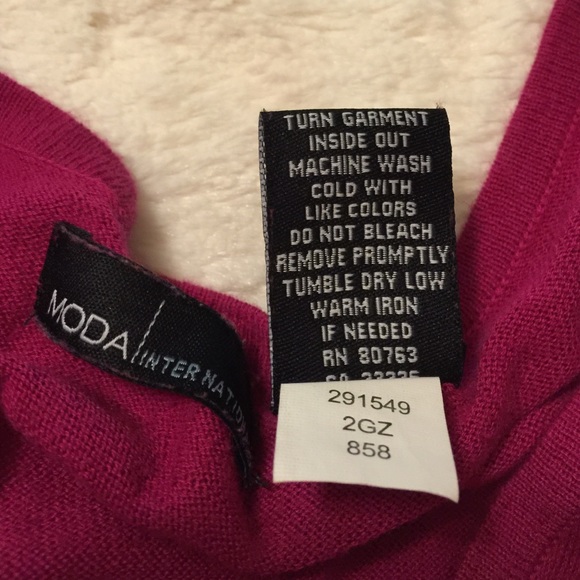 TURN GARMENT
INSIDE OUT
MACHINE WASH
COLD WITH
LIKE COLORS
DO NOT BLEACH
REMOVE PROMPTLY
TUMBLE DRY LOW
WARM IRON
IF NEEDED
RN 80763
MODA INTERNATIO
291549
2GZ
858